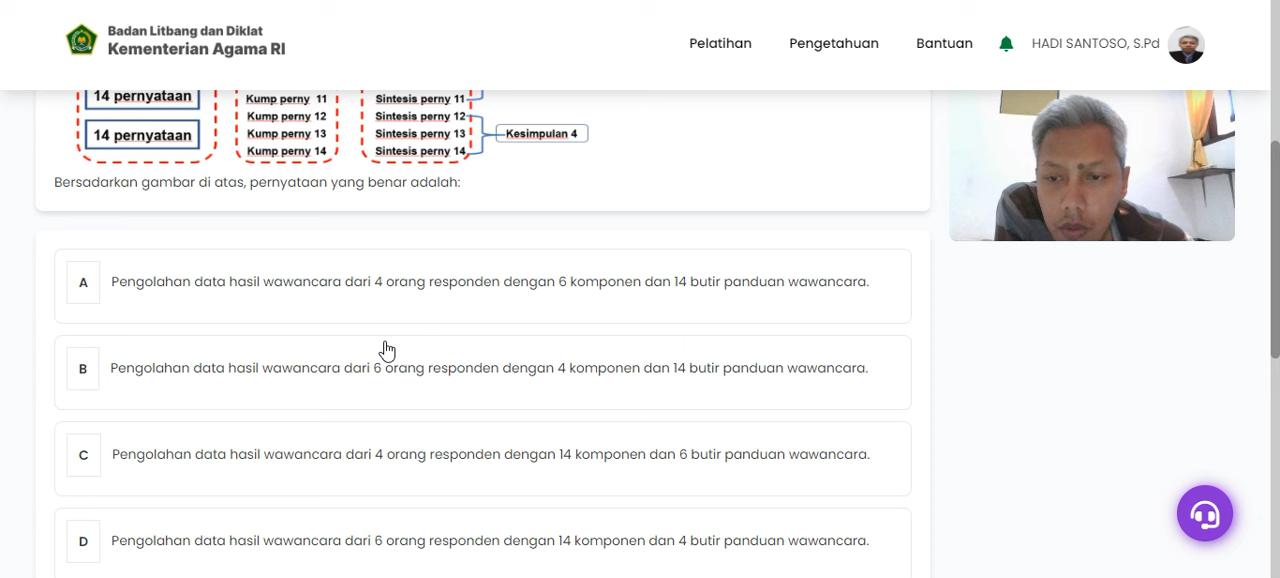 Badan Litbang dan Diklat
Kementerian Agama RI
Pelatihan
Pengetahuan
Bantuan
HADI SANTOSO, S.Pd
14 pernyataan
14 pernyataan
Kump perny 11
Kump perny 12
Kump perny 13
Kump perny 14
Sintesis perny 11
Sintesis perny 12
Sintesis perny 13
Sintesis perny 14
Kesimpulan 4
Bersadarkan gambar di atas, pernyataan yang benar adalah:
A Pengolahan data hasil wawancara dari 4 orang responden dengan 6 komponen dan 14 butir panduan wawancara.
B Pengolahan data hasil wawancara dari 6 orang responden dengan 4 komponen dan 14 butir panduan wawancara.
C Pengolahan data hasil wawancara dari 4 orang responden dengan 14 komponen dan 6 butir panduan wawancara.
D Pengolahan data hasil wawancara dari 6 orang responden dengan 14 komponen dan 4 butir panduan wawancara.